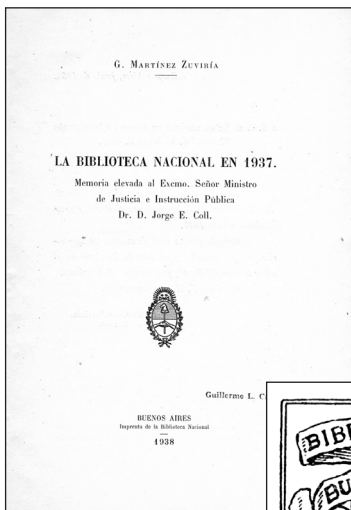 G. MARTÍNEZ ZUVIRÍA
LA BIBLIOTECA NACIONAL EN 1937.
Memoria elevada al Excmo. Señor Ministro
de Justicia e Instrucción Pública
Dr. D. Jorge E. Coll.
Guillermo L.
BUENOS AIRES
Imprenta de la Biblioteca Nacional
1938